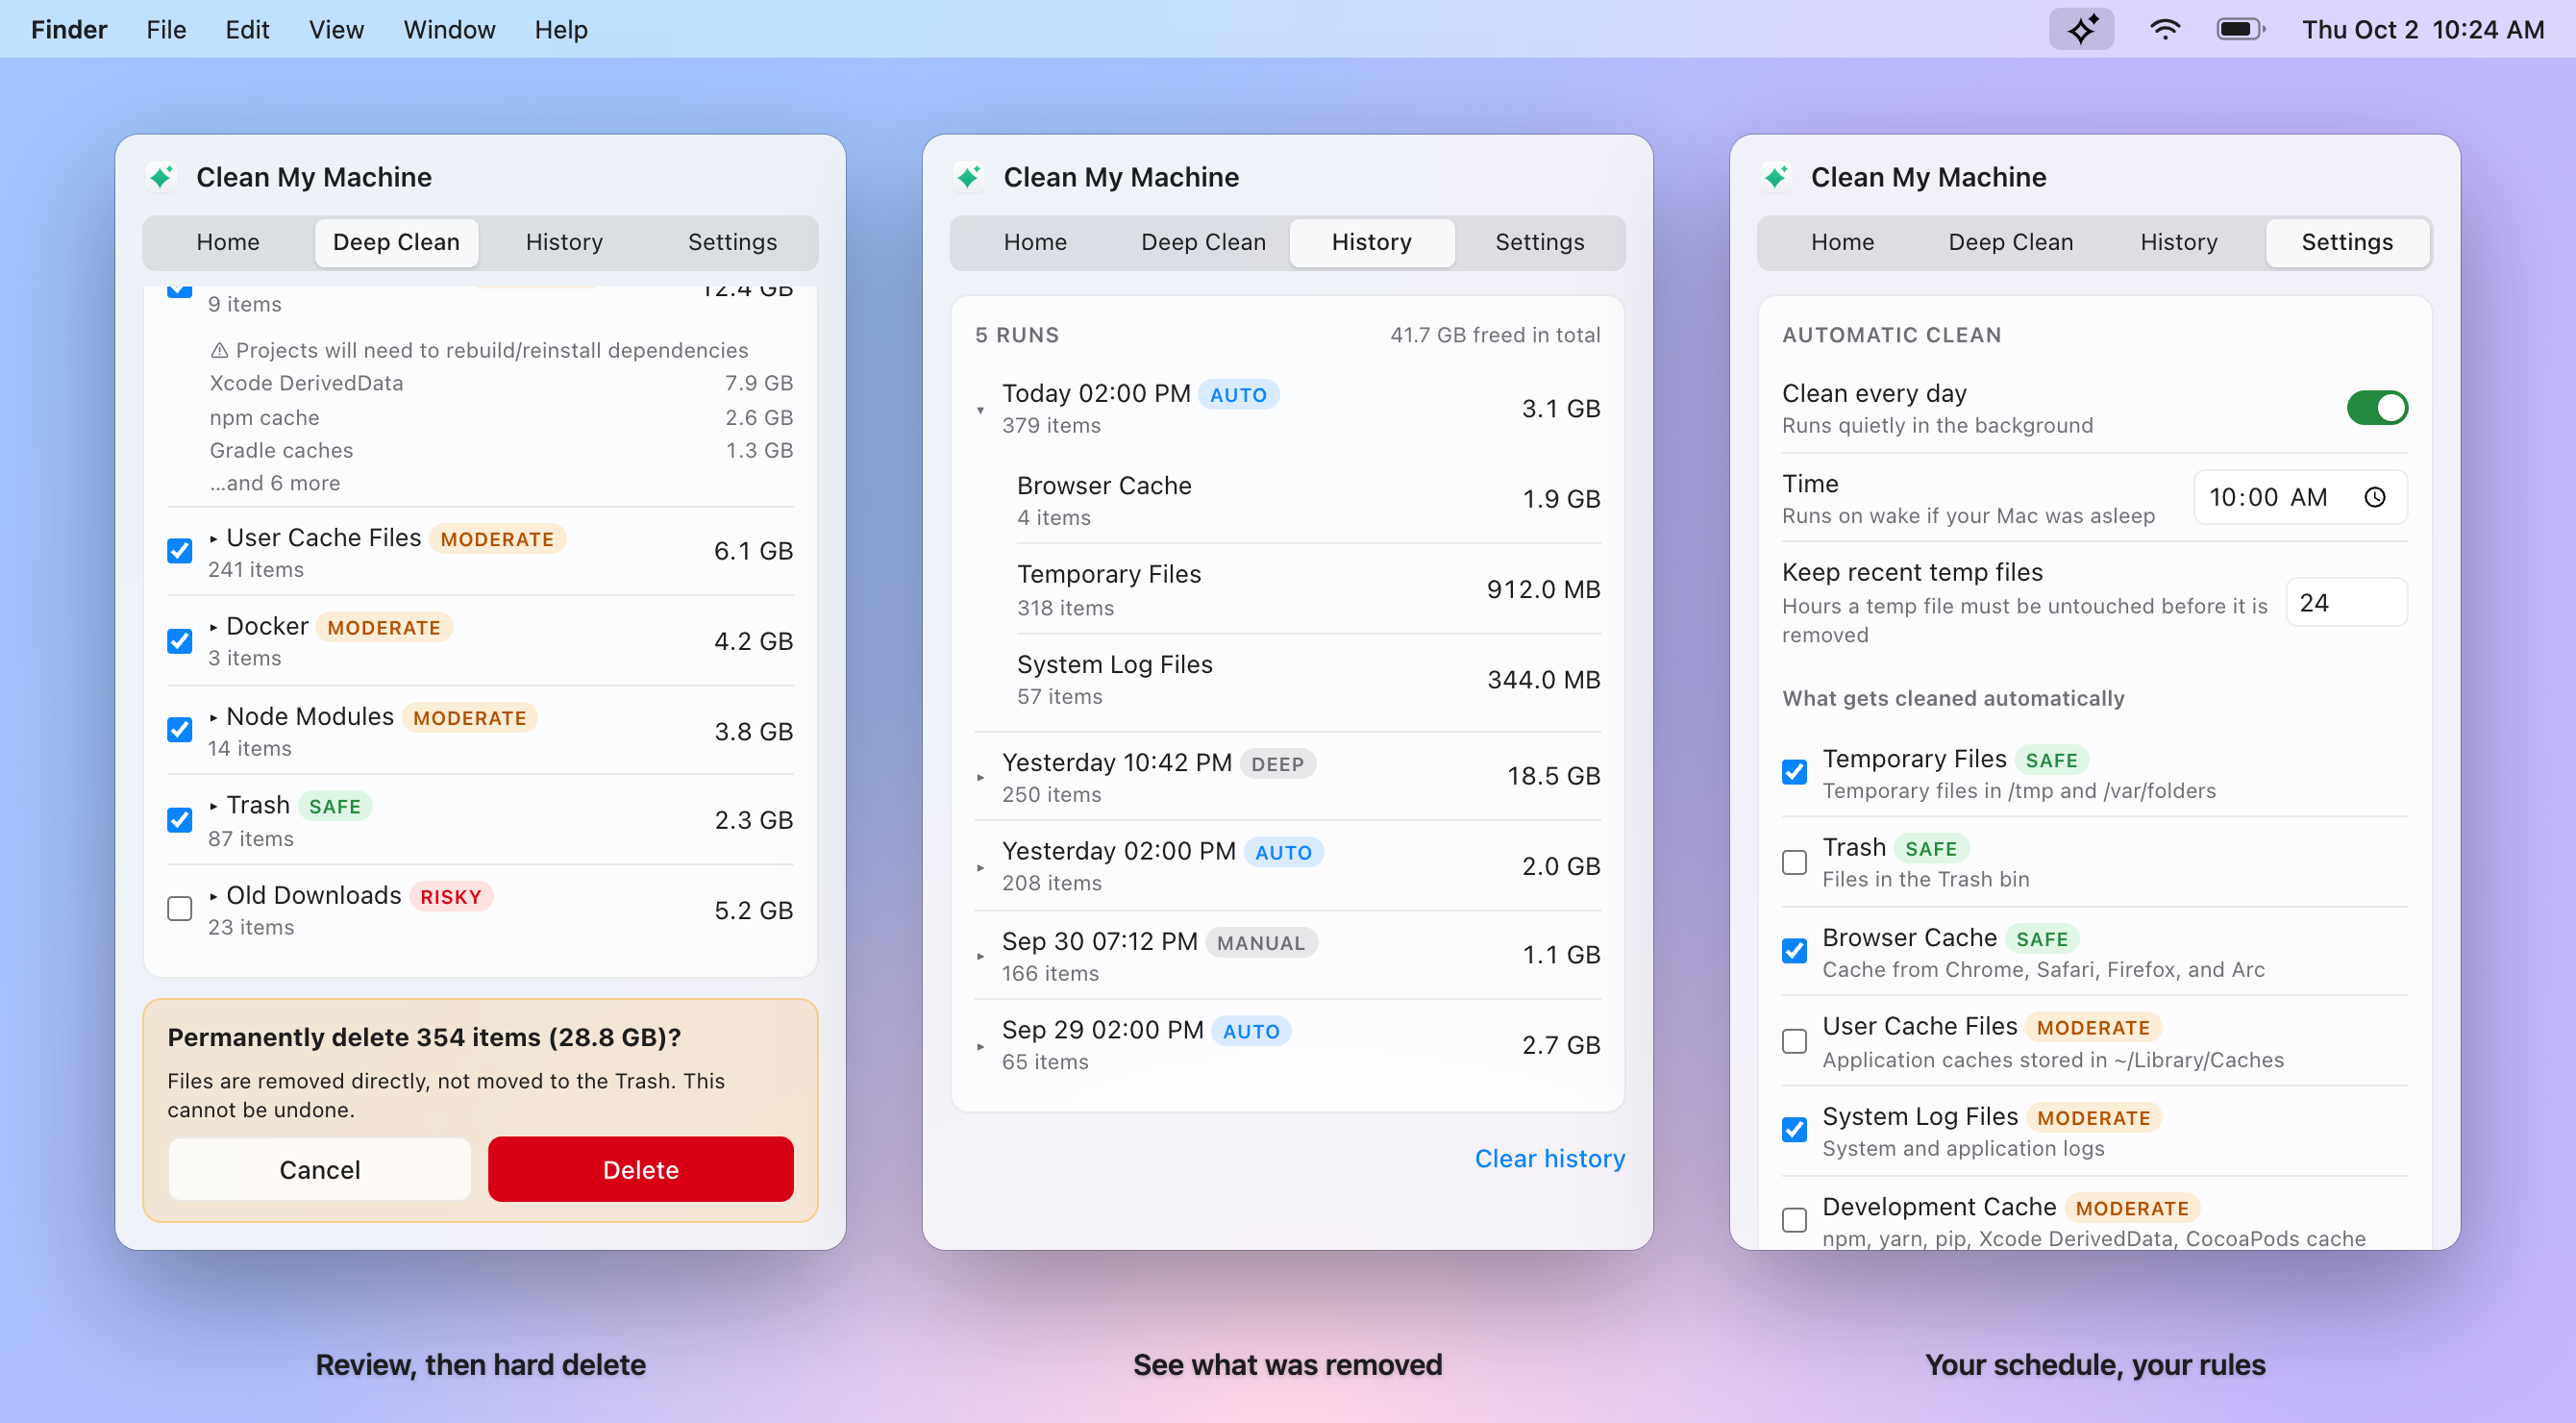 Finder File Edit View Window Help Thu Oct 2 10:24 AM
Clean My Machine
Home Deep Clean History Settings
12.4 GB
9 items
⚠ Projects will need to rebuild/reinstall dependencies
Xcode DerivedData 7.9 GB
npm cache 2.6 GB
Gradle caches 1.3 GB
...and 6 more
User Cache Files MODERATE 6.1 GB
241 items
Docker MODERATE 4.2 GB
3 items
Node Modules MODERATE 3.8 GB
14 items
Trash SAFE 2.3 GB
87 items
Old Downloads RISKY 5.2 GB
23 items
Permanently delete 354 items (28.8 GB)?
Files are removed directly, not moved to the Trash. This
cannot be undone.
Cancel Delete
Review, then hard delete
Clean My Machine
Home Deep Clean History Settings
5 RUNS 41.7 GB freed in total
Today 02:00 PM AUTO 3.1 GB
379 items
Browser Cache 1.9 GB
4 items
Temporary Files 912.0 MB
318 items
System Log Files 344.0 MB
57 items
Yesterday 10:42 PM DEEP 18.5 GB
250 items
Yesterday 02:00 PM AUTO 2.0 GB
208 items
Sep 30 07:12 PM MANUAL 1.1 GB
166 items
Sep 29 02:00 PM AUTO 2.7 GB
65 items
Clear history
See what was removed
Clean My Machine
Home Deep Clean History Settings
AUTOMATIC CLEAN
Clean every day
Runs quietly in the background
Time 10:00 AM
Runs on wake if your Mac was asleep
Keep recent temp files 24
Hours a temp file must be untouched before it is
removed
What gets cleaned automatically
Temporary Files SAFE
Temporary files in /tmp and /var/folders
Trash SAFE
Files in the Trash bin
Browser Cache SAFE
Cache from Chrome, Safari, Firefox, and Arc
User Cache Files MODERATE
Application caches stored in ~/Library/Caches
System Log Files MODERATE
System and application logs
Development Cache MODERATE
npm, yarn, pip, Xcode DerivedData, CocoaPods cache
Your schedule, your rules